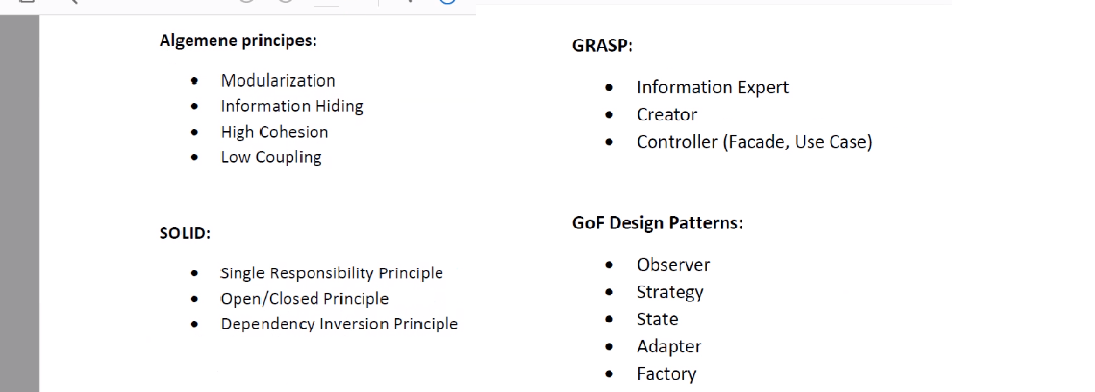 Algemene principes:
• Modularization
• Information Hiding
• High Cohesion
• Low Coupling
SOLID:
• Single Responsibility Principle
• Open/Closed Principle
• Dependency Inversion Principle
GRASP:
• Information Expert
• Creator
• Controller (Facade, Use Case)
GoF Design Patterns:
• Observer
• Strategy
• State
• Adapter
• Factory